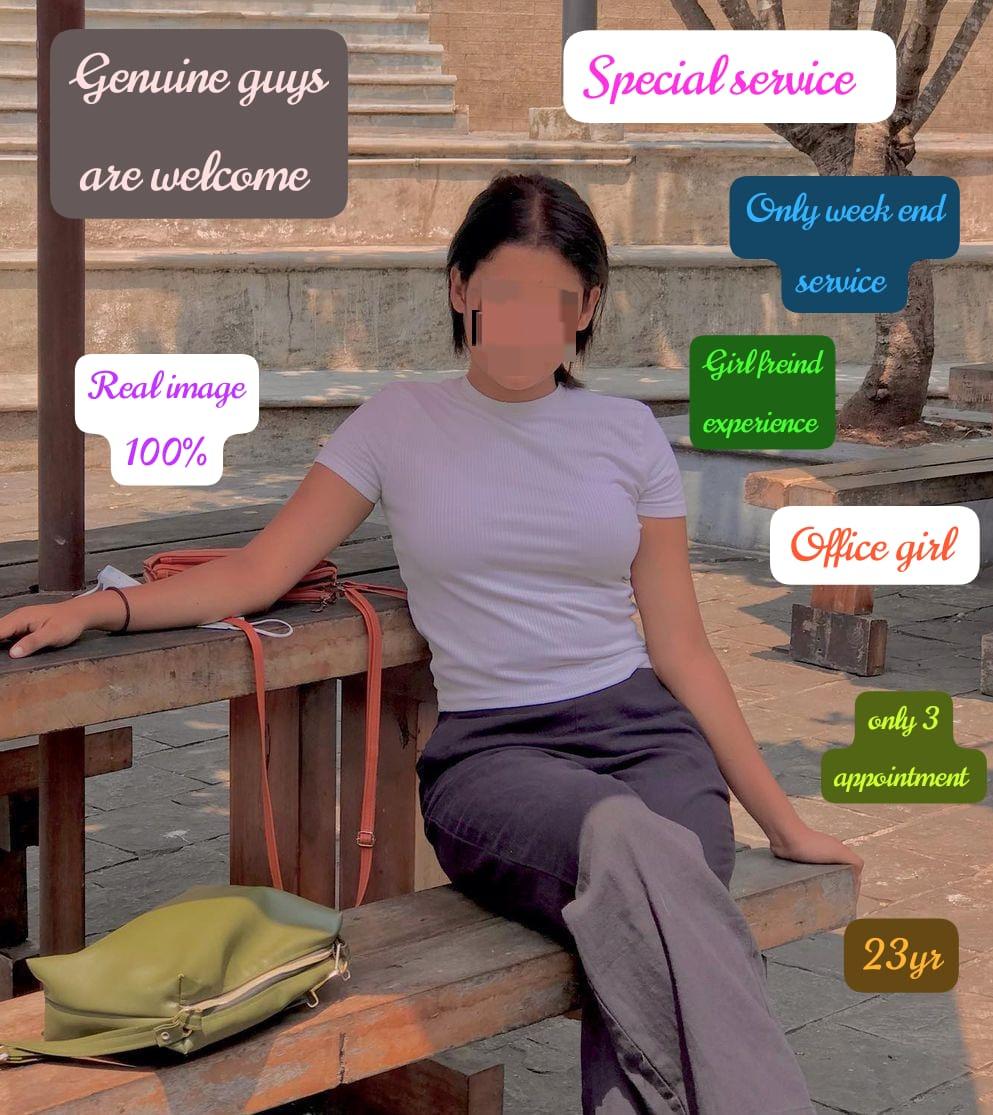 Genuine guys
are welcome
Special service
Only week end
service
Girl freind
experience
Real image
100%
Office girl
only 3
appointment
23yr